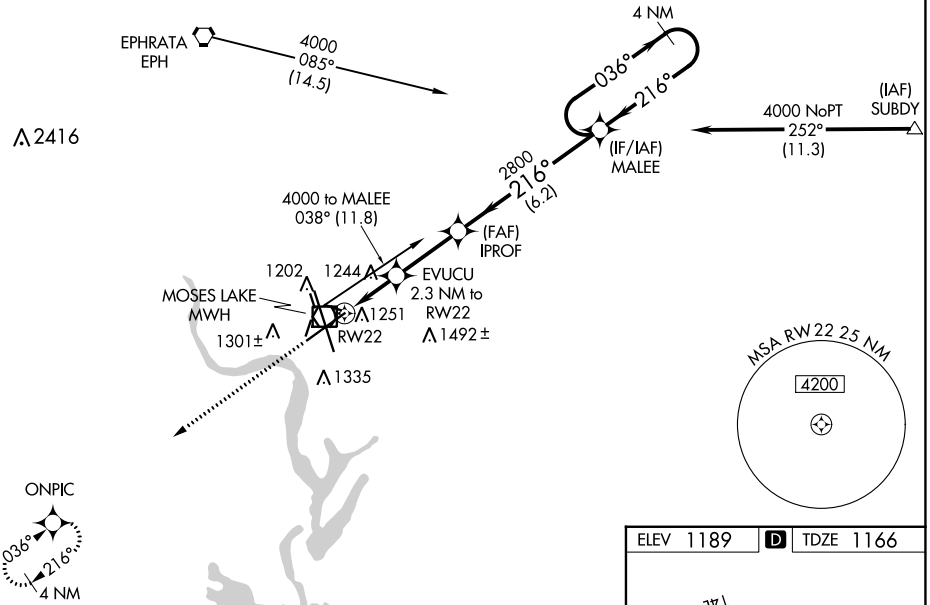 4 NM
EPHRATA
EPH
4000
085°
(14.5)
036°
216°
(IAF)
SUBDY
4000 NoPT
252°
(11.3)
2416
(IF/IAF)
MALEE
2800
216°
(6.2)
4000 to MALEE
038° (11.8)
(FAF)
IPROF
1202
1244
EVUCU
2.3 NM to
RW22
MOSES LAKE
MWH
1251
RW22
1301±
1492±
1335
MSA RW 22 25 NM
4200
ONPIC
036°
216°
4 NM
ELEV 1189 D TDZE 1166